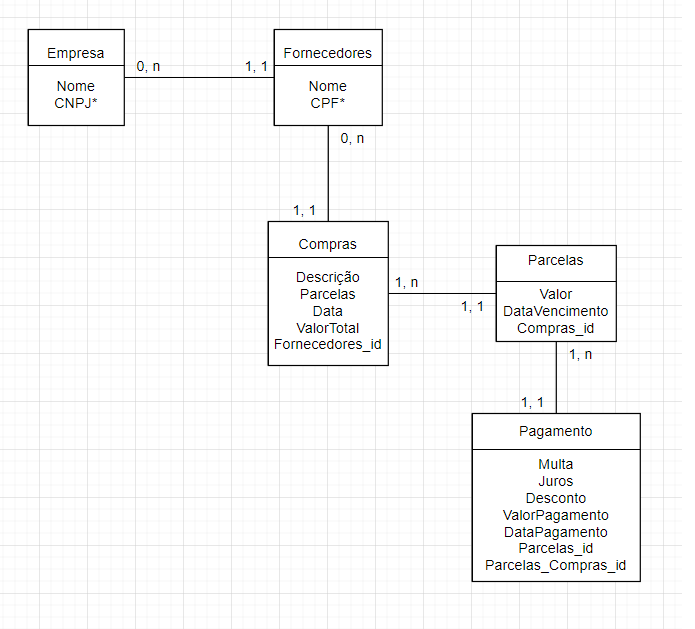 Empresa
Nome
CNPJ*
0, n
1, 1
Fornecedores
Nome
CPF*
0, n
1, 1
Compras
Descrição
Parcelas
Data
ValorTotal
Fornecedores_id
1, n
1, 1
Parcelas
Valor
DataVencimento
Compras_id
1, n
1, 1
Pagamento
Multa
Juros
Desconto
ValorPagamento
DataPagamento
Parcelas_id
Parcelas_Compras_id